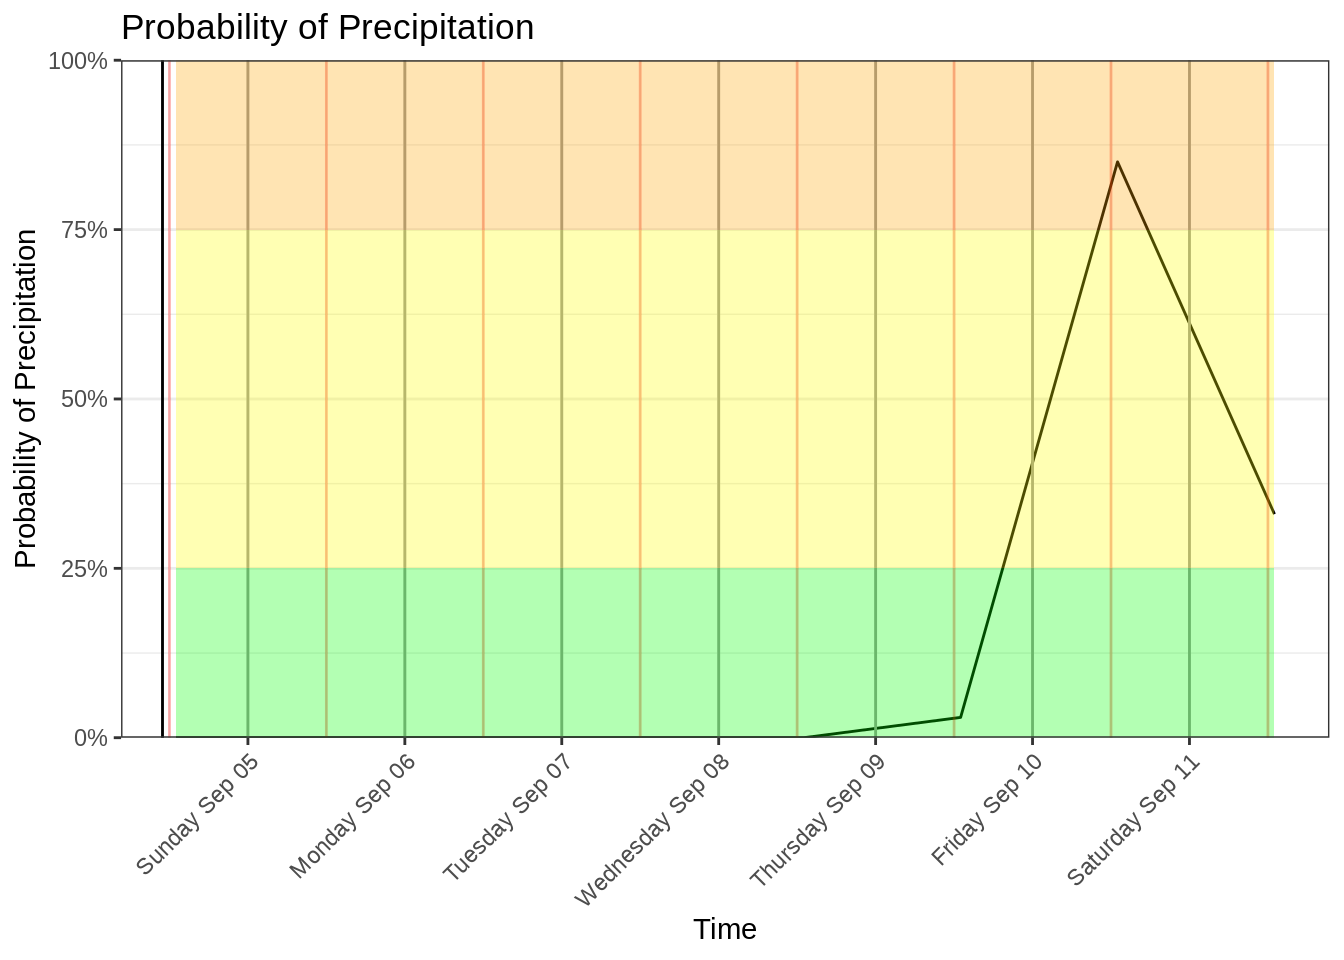 Probability of Precipitation
Probability of Precipitation
100%
75%
50%
25%
0%
Sunday Sep 05
Monday Sep 06
Tuesday Sep 07
Wednesday Sep 08
Thursday Sep 09
Friday Sep 10
Saturday Sep 11
Time